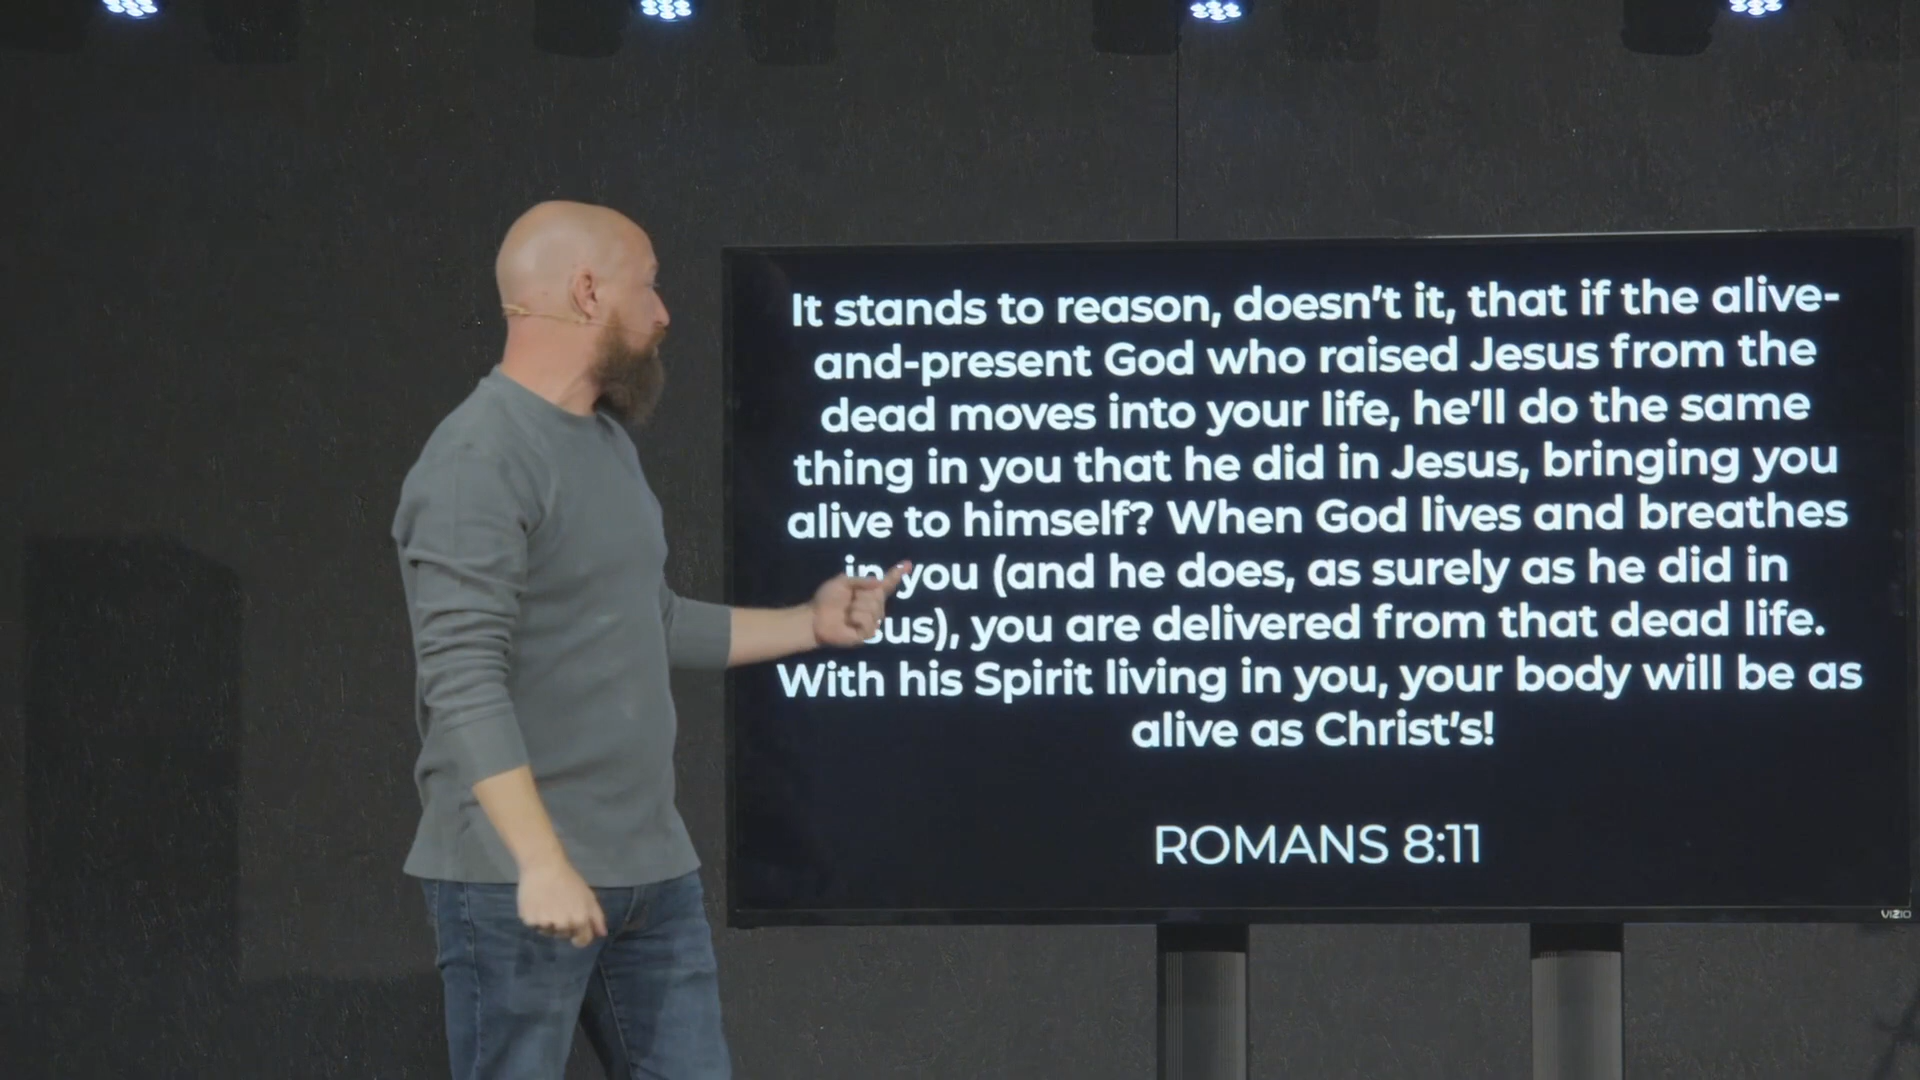 It stands to reason, doesn't it, that if the alive-
and-present God who raised Jesus from the
dead moves into your life, he'll do the same
thing in you that he did in Jesus, bringing you
alive to himself? When God lives and breathes
in you (and he does, as surely as he did in
you are delivered from that dead life.
With his Spirit living in you, your body will be as
alive as Christ's!
ROMANS 8:11
VIZIO